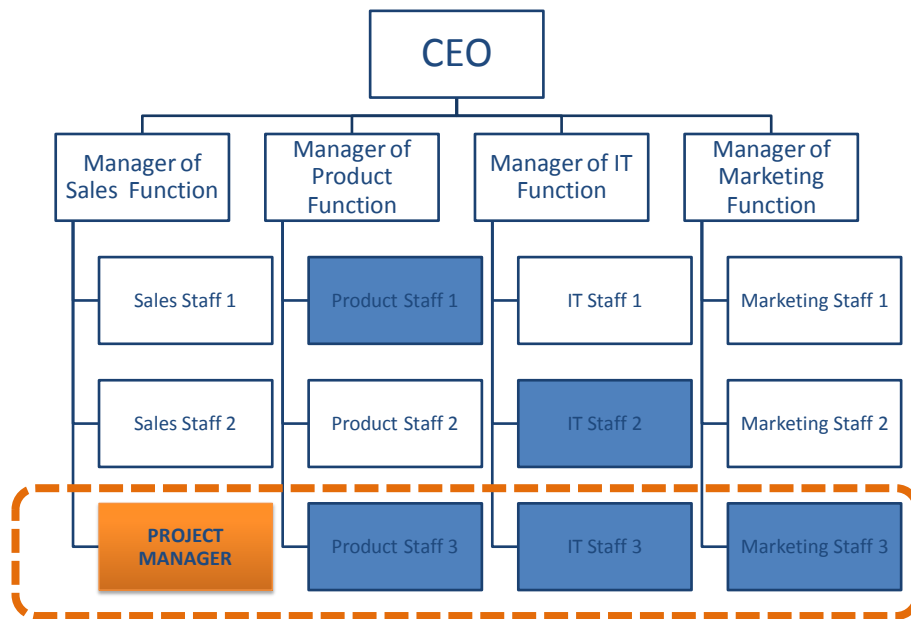 CEO
Manager of
Sales Function
Manager of
Product
Function
Manager of IT
Function
Manager of
Marketing
Function
Sales Staff 1
Product Staff 1
IT Staff 1
Marketing Staff 1
Sales Staff 2
Product Staff 2
IT Staff 2
Marketing Staff 2
PROJECT
MANAGER
Product Staff 3
IT Staff 3
Marketing Staff 3